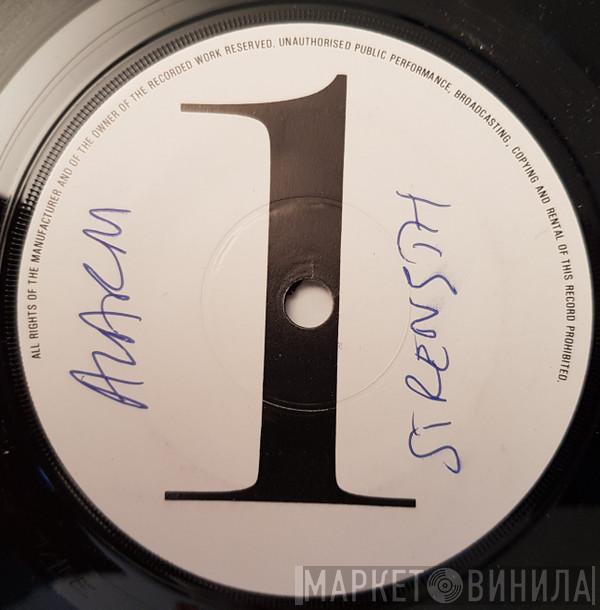 ALL RIGHTS OF THE MANUFACTURER AND OF THE OWNER OF THE RECORDED WORK RESERVED. UNAUTHORISED PUBLIC PERFORMANCE, BROADCASTING, COPYING AND RENTAL OF THIS RECORD PROHIBITED.
1
ALARM
STRENGTH
МАРКЕТ ВИНИЛА